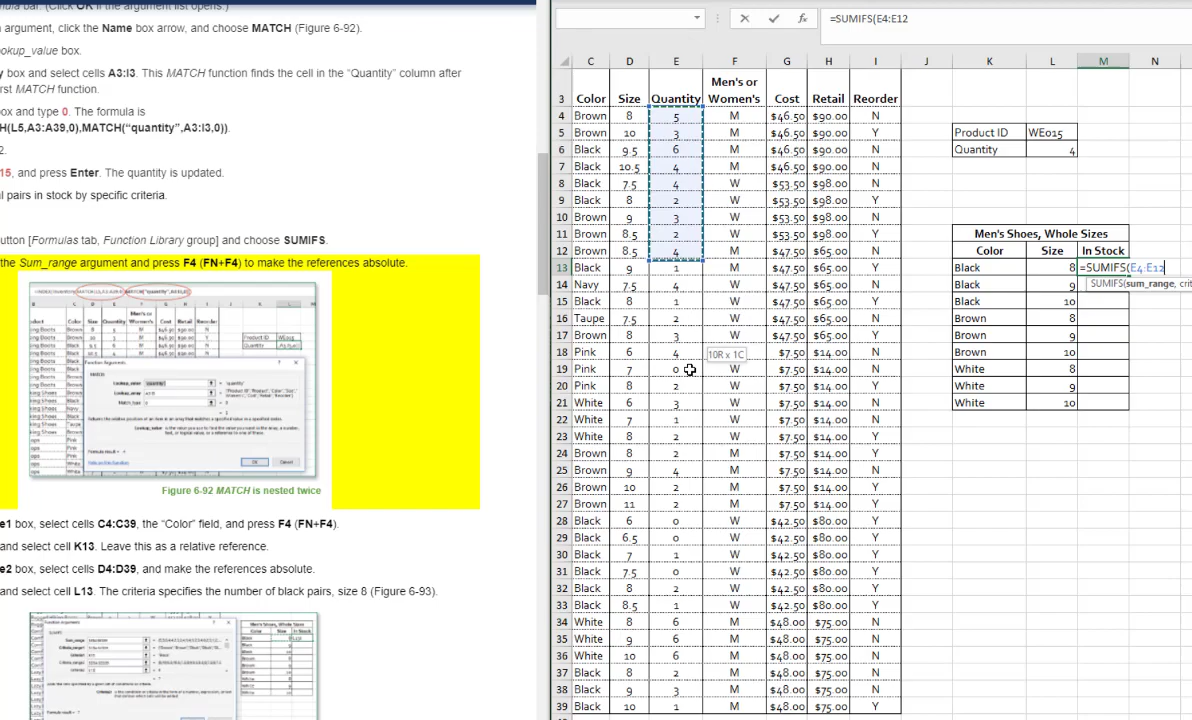 mula bar. (Click OK if the argument list opens.)
argument, click the Name box arrow, and choose MATCH (Figure 6-92).
ookup_value box.
y box and select cells A3:I3. This MATCH function finds the cell in the “Quantity” column after
rst MATCH function.
box and type 0. The formula is
H(L5,A3:A39,0),MATCH(“quantity”,A3:I3,0)).
2.
15, and press Enter. The quantity is updated.
al pairs in stock by specific criteria.
utton [Formulas tab, Function Library group] and choose SUMIFS.
the Sum_range argument and press F4 (FN+F4) to make the references absolute.
Figure 6-92 MATCH is nested twice
e1 box, select cells C4:C39, the “Color” field, and press F4 (FN+F4).
and select cell K13. Leave this as a relative reference.
e2 box, select cells D4:D39, and make the references absolute.
and select cell L13. The criteria specifies the number of black pairs, size 8 (Figure 6-93).
fx =SUMIFS(E4:E12
C D E F G H I J K L M N
3 Color Size Quantity Men's or Women's Cost Retail Reorder
4 Brown 8 5 M $46.50 $90.00 N
5 Brown 10 3 M $46.50 $90.00 Y Product ID WE015
6 Black 9.5 6 M $46.50 $90.00 N Quantity 4
7 Black 10.5 4 M $46.50 $90.00 N
8 Black 7.5 4 W $53.50 $98.00 N
9 Black 8 2 W $53.50 $98.00 Y
10 Brown 9 3 W $53.50 $98.00 N
11 Brown 8.5 2 W $53.50 $98.00 Y Men's Shoes, Whole Sizes
12 Brown 8.5 4 M $47.50 $65.00 N Color Size In Stock
13 Black 9 1 M $47.50 $65.00 Y Black 8 =SUMIFS(E4:E12
14 Navy 7.5 4 M $47.50 $65.00 N Black 9 SUMIFS(sum_range, crit
15 Black 8 1 W $47.50 $65.00 Y Black 10
16 Taupe 7.5 2 W $47.50 $65.00 N Brown 8
17 Brown 8 3 W $47.50 $65.00 Y Brown 9
18 Pink 6 4 10R x 1C $7.50 $14.00 N Brown 10
19 Pink 7 0 W $7.50 $14.00 N White 8
20 Pink 8 2 W $7.50 $14.00 Y White 9
21 White 6 3 W $7.50 $14.00 N White 10
22 White 7 1 W $7.50 $14.00 N
23 White 8 2 W $7.50 $14.00 Y
24 Brown 8 2 M $7.50 $14.00 Y
25 Brown 9 4 M $7.50 $14.00 N
26 Brown 10 2 M $7.50 $14.00 Y
27 Brown 11 2 M $7.50 $14.00 Y
28 Black 6 0 W $42.50 $80.00 Y
29 Black 6.5 0 W $42.50 $80.00 Y
30 Black 7 1 W $42.50 $80.00 Y
31 Black 7.5 0 W $42.50 $80.00 Y
32 Black 8 2 W $42.50 $80.00 Y
33 Black 8.5 1 W $42.50 $80.00 Y
34 White 8 6 M $48.00 $75.00 N
35 White 9 6 M $48.00 $75.00 N
36 White 10 6 M $48.00 $75.00 N
37 Black 8 2 M $48.00 $75.00 Y
38 Black 9 3 M $48.00 $75.00 Y
39 Black 10 1 M $48.00 $75.00 Y